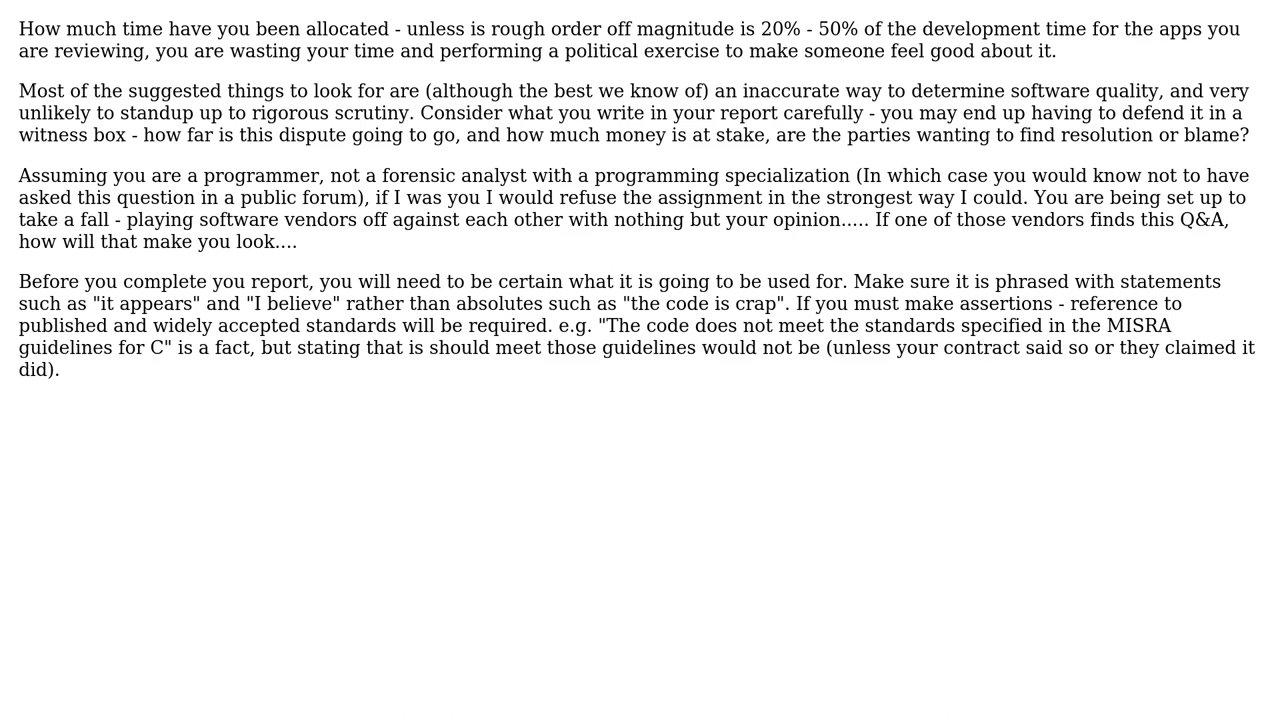 How much time have you been allocated - unless is rough order off magnitude is 20% - 50% of the development time for the apps you
are reviewing, you are wasting your time and performing a political exercise to make someone feel good about it.
Most of the suggested things to look for are (although the best we know of) an inaccurate way to determine software quality, and very
unlikely to standup up to rigorous scrutiny. Consider what you write in your report carefully - you may end up having to defend it in a
witness box - how far is this dispute going to go, and how much money is at stake, are the parties wanting to find resolution or blame?
Assuming you are a programmer, not a forensic analyst with a programming specialization (In which case you would know not to have
asked this question in a public forum), if I was you I would refuse the assignment in the strongest way I could. You are being set up to
take a fall - playing software vendors off against each other with nothing but your opinion..... If one of those vendors finds this Q&A,
how will that make you look....
Before you complete you report, you will need to be certain what it is going to be used for. Make sure it is phrased with statements
such as "it appears" and "I believe" rather than absolutes such as "the code is crap". If you must make assertions - reference to
published and widely accepted standards will be required. e.g. "The code does not meet the standards specified in the MISRA
guidelines for C" is a fact, but stating that is should meet those guidelines would not be (unless your contract said so or they claimed it
did).